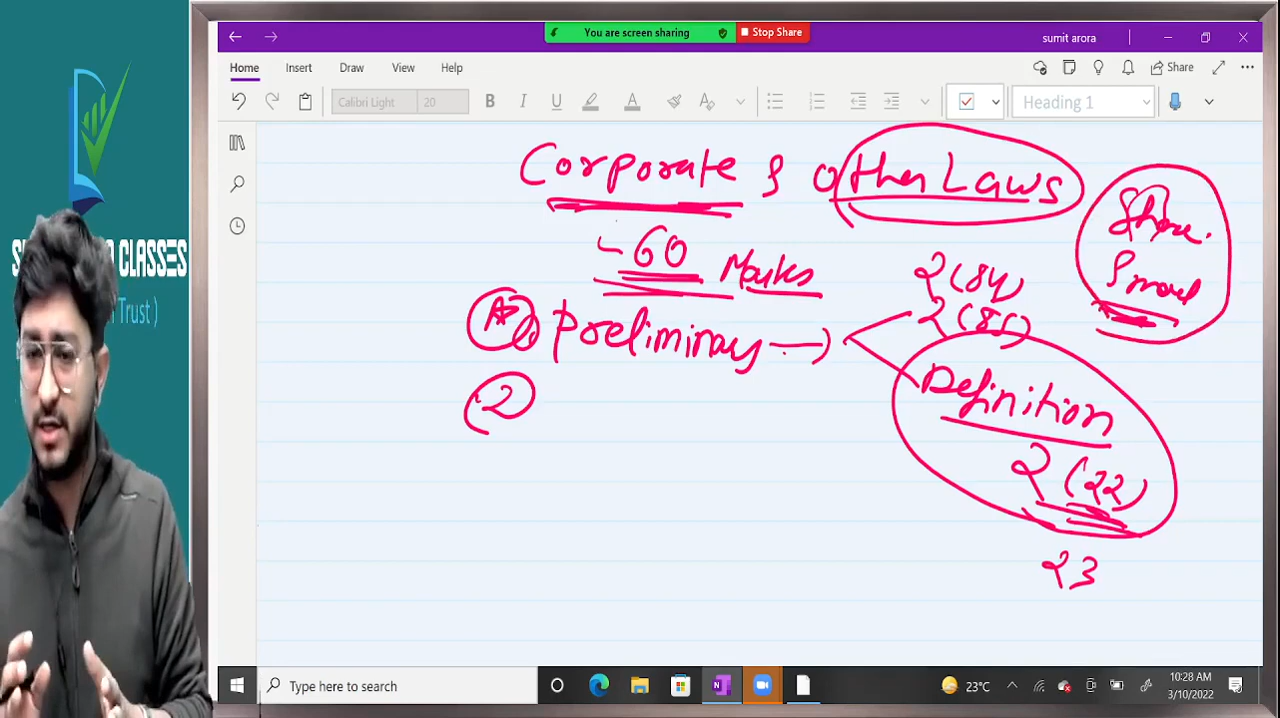 You are screen sharing Stop Share
sumit arora
Home Insert Draw View Help Share
Calibri Light 20 Heading 1
Corporate & other Laws
Share.
Small
~60 Marks
2(84)
2(85)
Preliminary
Definition
2
2(22)
23
CLASSES
Trust )
Type here to search
23°C
10:28 AM
3/10/2022